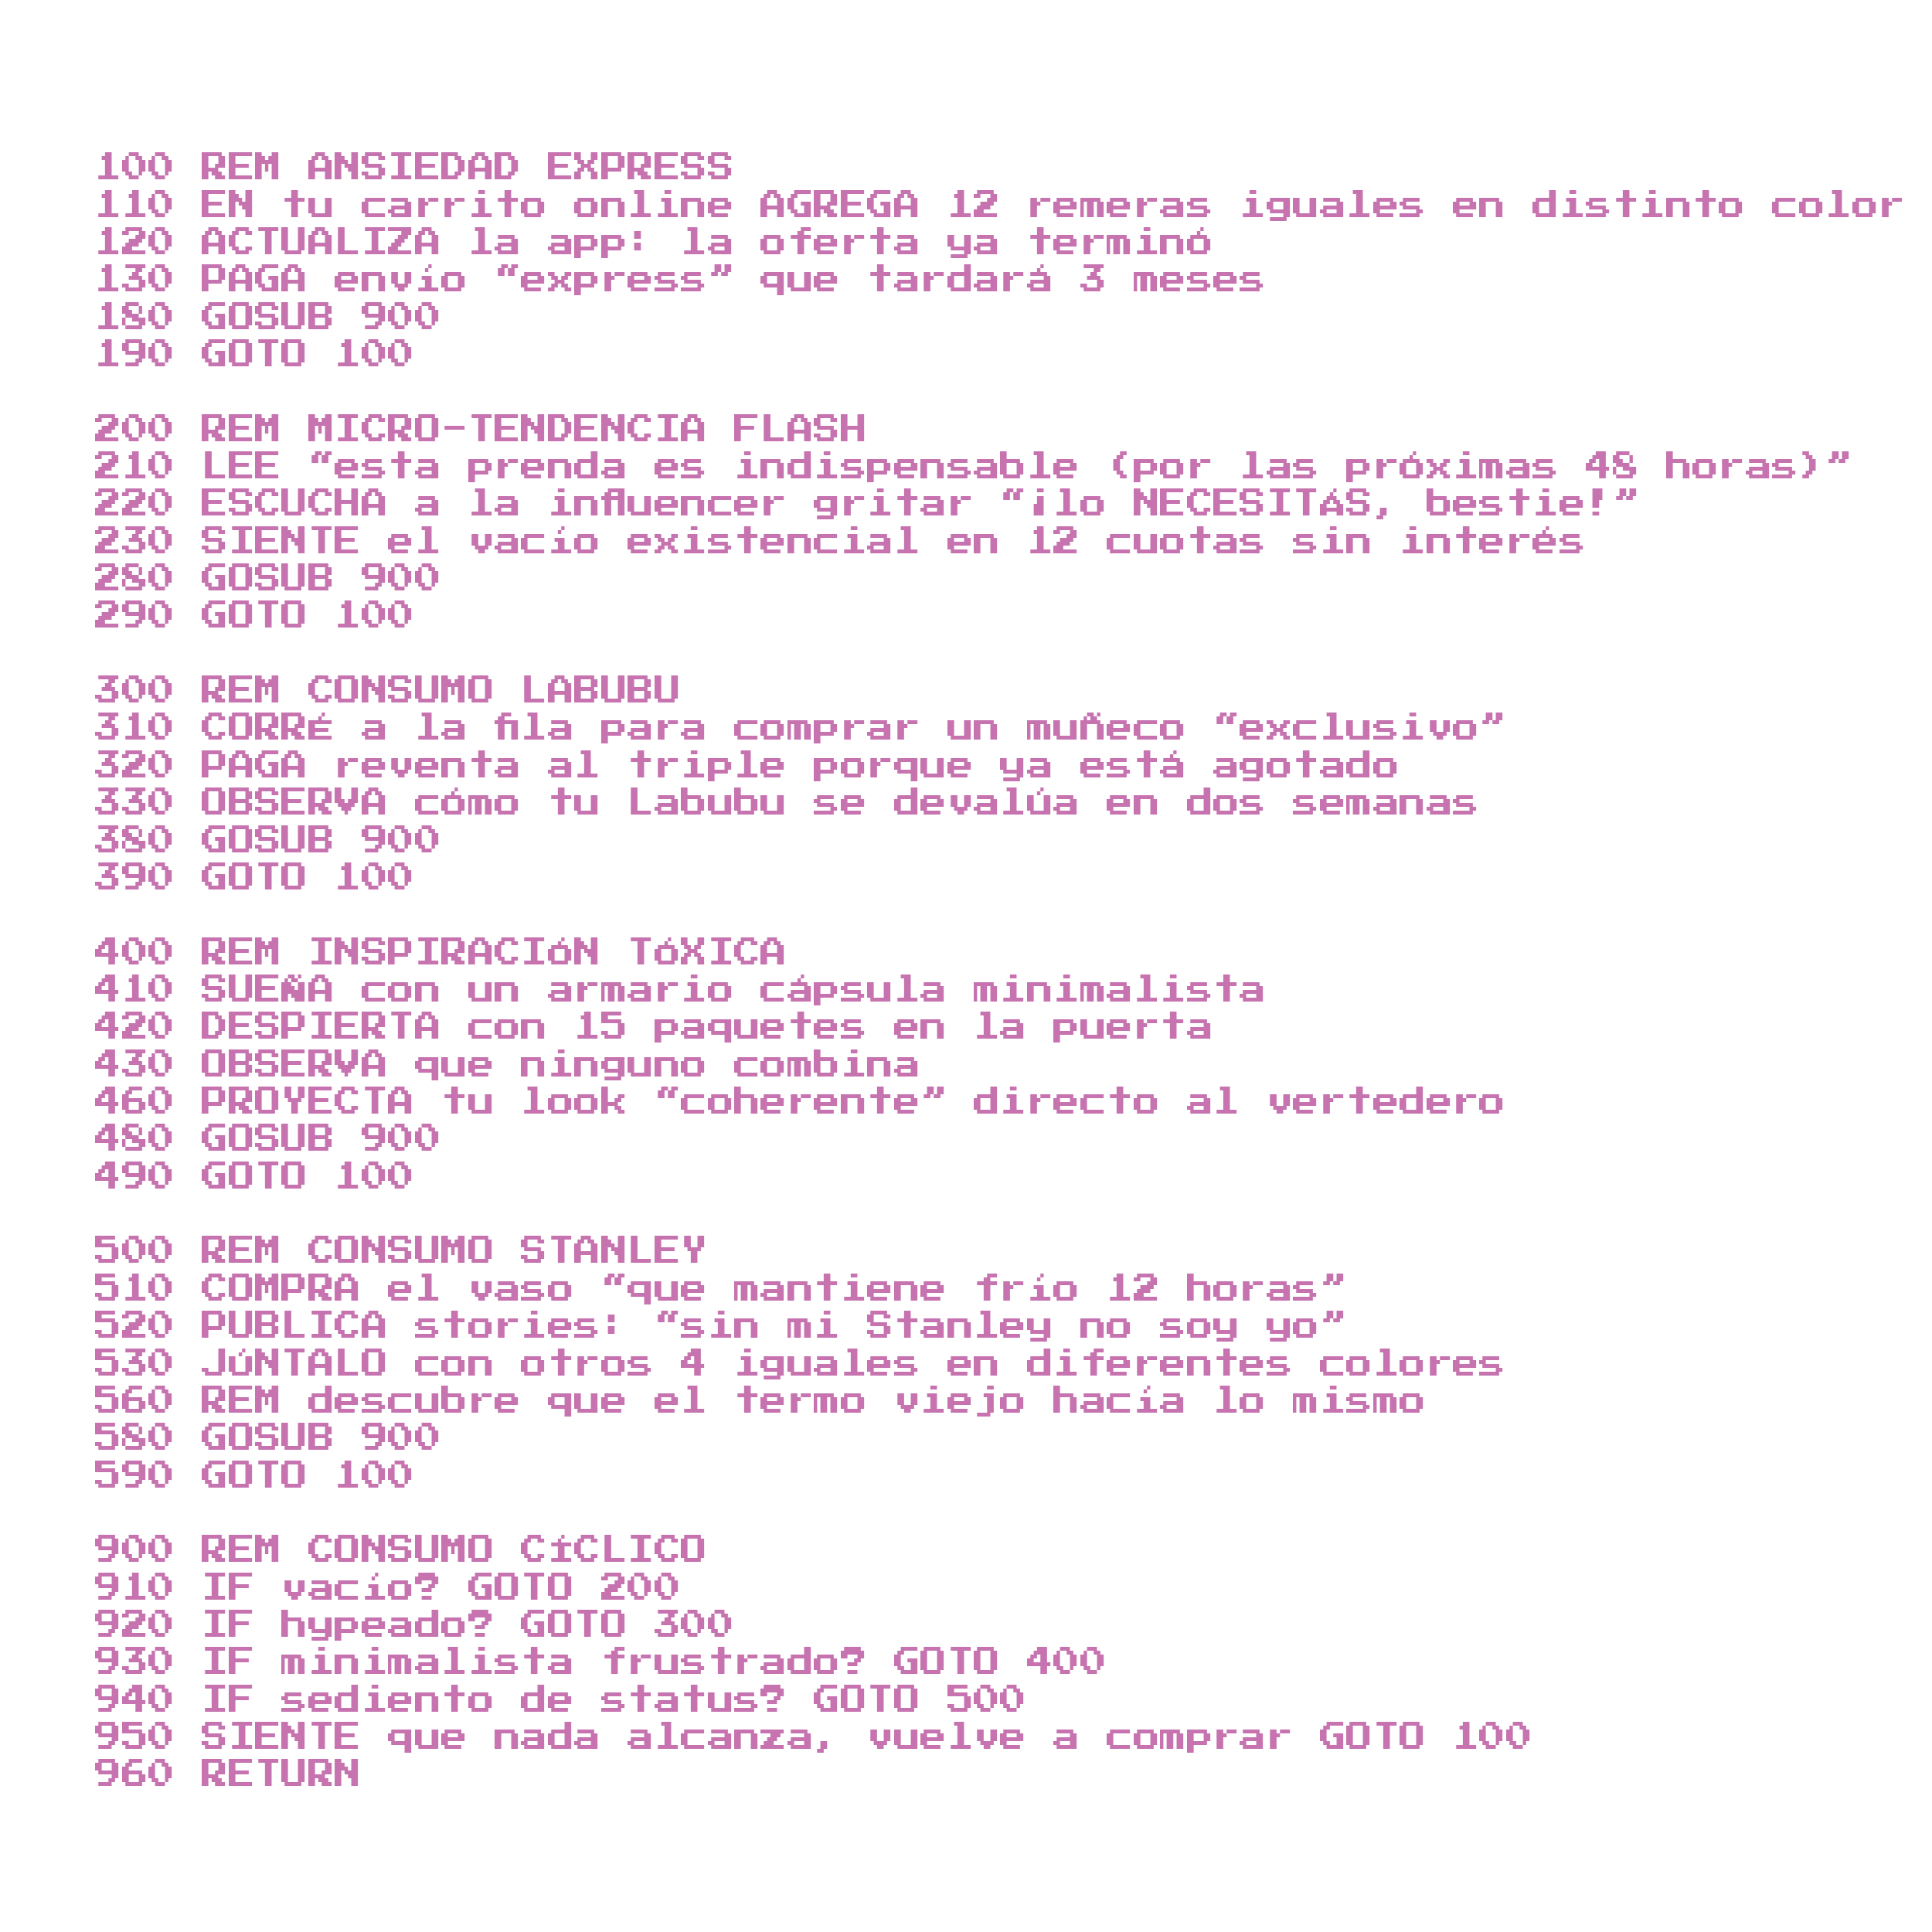 100 REM ANSIEDAD EXPRESS
110 EN tu carrito online AGREGA 12 remeras iguales en distinto color
120 ACTUALIZA la app: la oferta ya terminó
130 PAGA envío “express” que tardará 3 meses
180 GOSUB 900
190 GOTO 100

200 REM MICRO-TENDENCIA FLASH
210 LEE “esta prenda es indispensable (por las próximas 48 horas)”
220 ESCUCHA a la influencer gritar “¡lo NECESITÁS, bestie!”
230 SIENTE el vacío existencial en 12 cuotas sin interés
280 GOSUB 900
290 GOTO 100

300 REM CONSUMO LABUBU
310 CORRé a la fila para comprar un muñeco “exclusivo”
320 PAGA reventa al triple porque ya está agotado
330 OBSERVA cómo tu Labubu se devalúa en dos semanas
380 GOSUB 900
390 GOTO 100

400 REM INSPIRACIóN TóXICA
410 SUEÑA con un armario cápsula minimalista
420 DESPIERTA con 15 paquetes en la puerta
430 OBSERVA que ninguno combina
460 PROYECTA tu look “coherente” directo al vertedero
480 GOSUB 900
490 GOTO 100

500 REM CONSUMO STANLEY
510 COMPRA el vaso “que mantiene frío 12 horas”
520 PUBLICA stories: “sin mi Stanley no soy yo”
530 JúNTALO con otros 4 iguales en diferentes colores
560 REM descubre que el termo viejo hacía lo mismo
580 GOSUB 900
590 GOTO 100

900 REM CONSUMO CíCLICO
910 IF vacío? GOTO 200
920 IF hypeado? GOTO 300
930 IF minimalista frustrado? GOTO 400
940 IF sediento de status? GOTO 500
950 SIENTE que nada alcanza, vuelve a comprar GOTO 100
960 RETURN